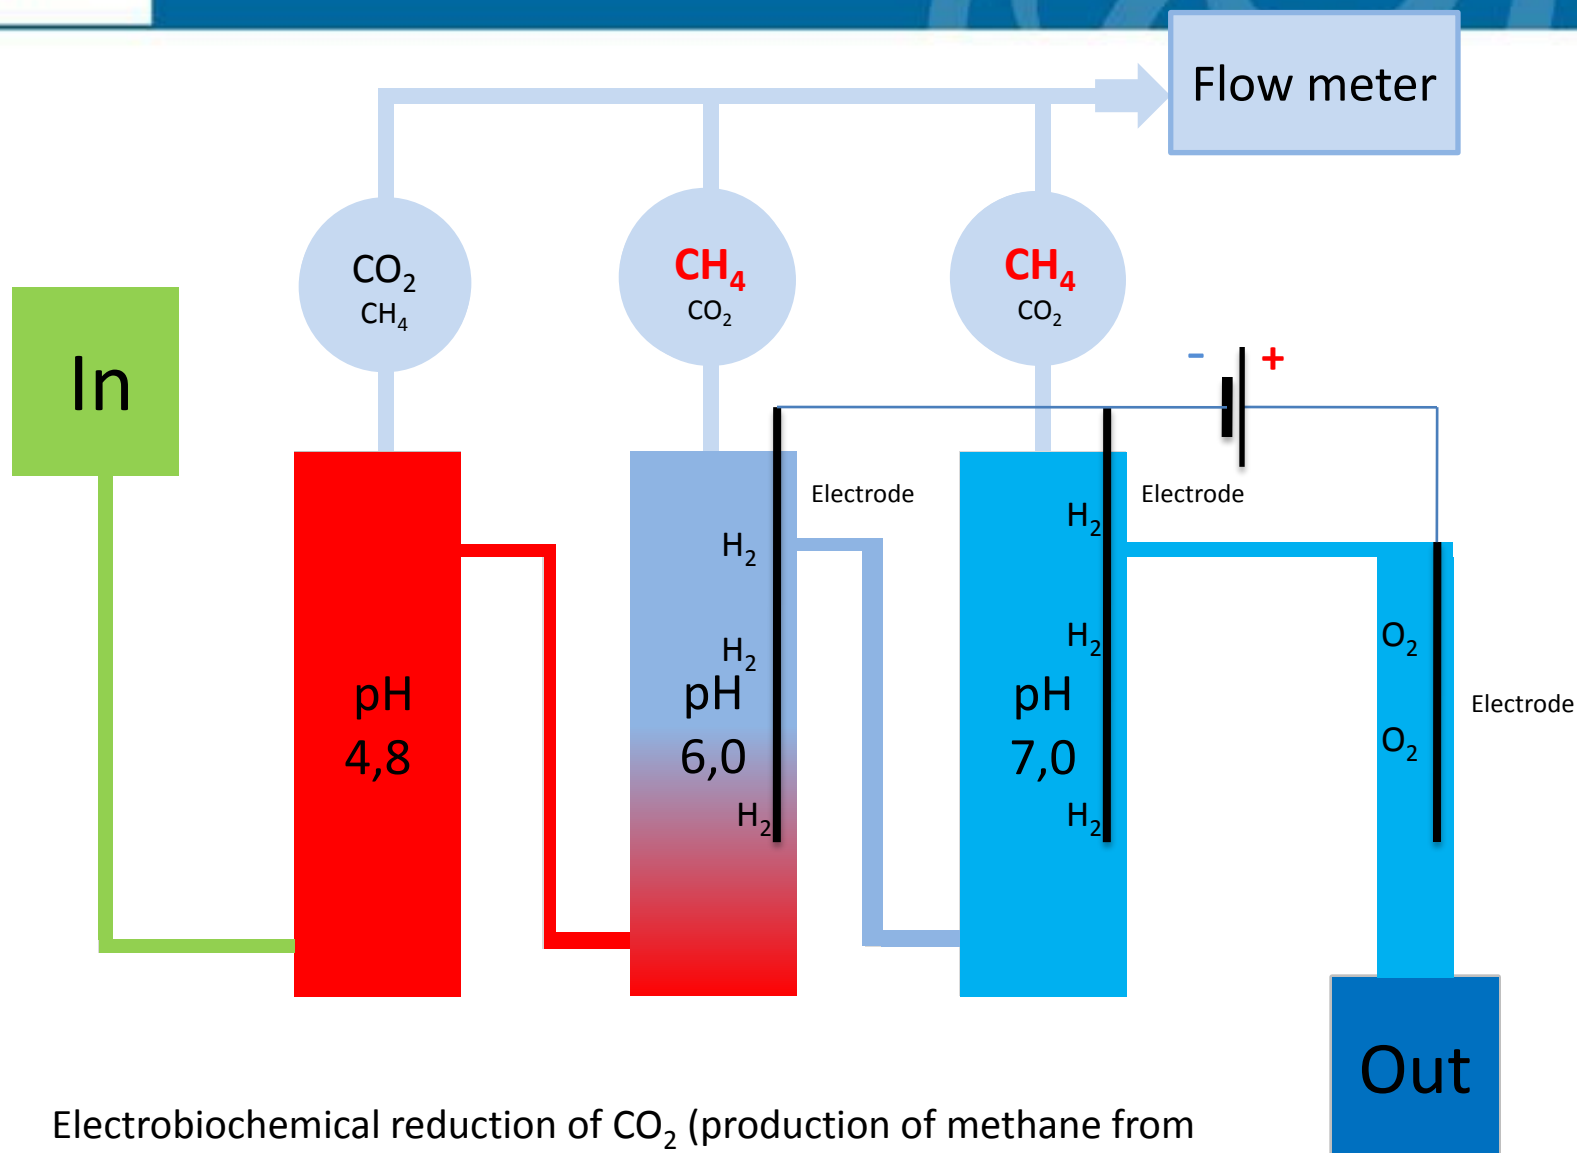 Flow meter
CO₂
CH₄
CH₄
CO₂
CH₄
CO₂
In
- +
Electrode
Electrode
H₂
H₂
H₂
H₂
H₂
H₂
O₂
O₂
Electrode
pH
4,8
pH
6,0
pH
7,0
Out
Electrobiochemical reduction of CO₂ (production of methane from